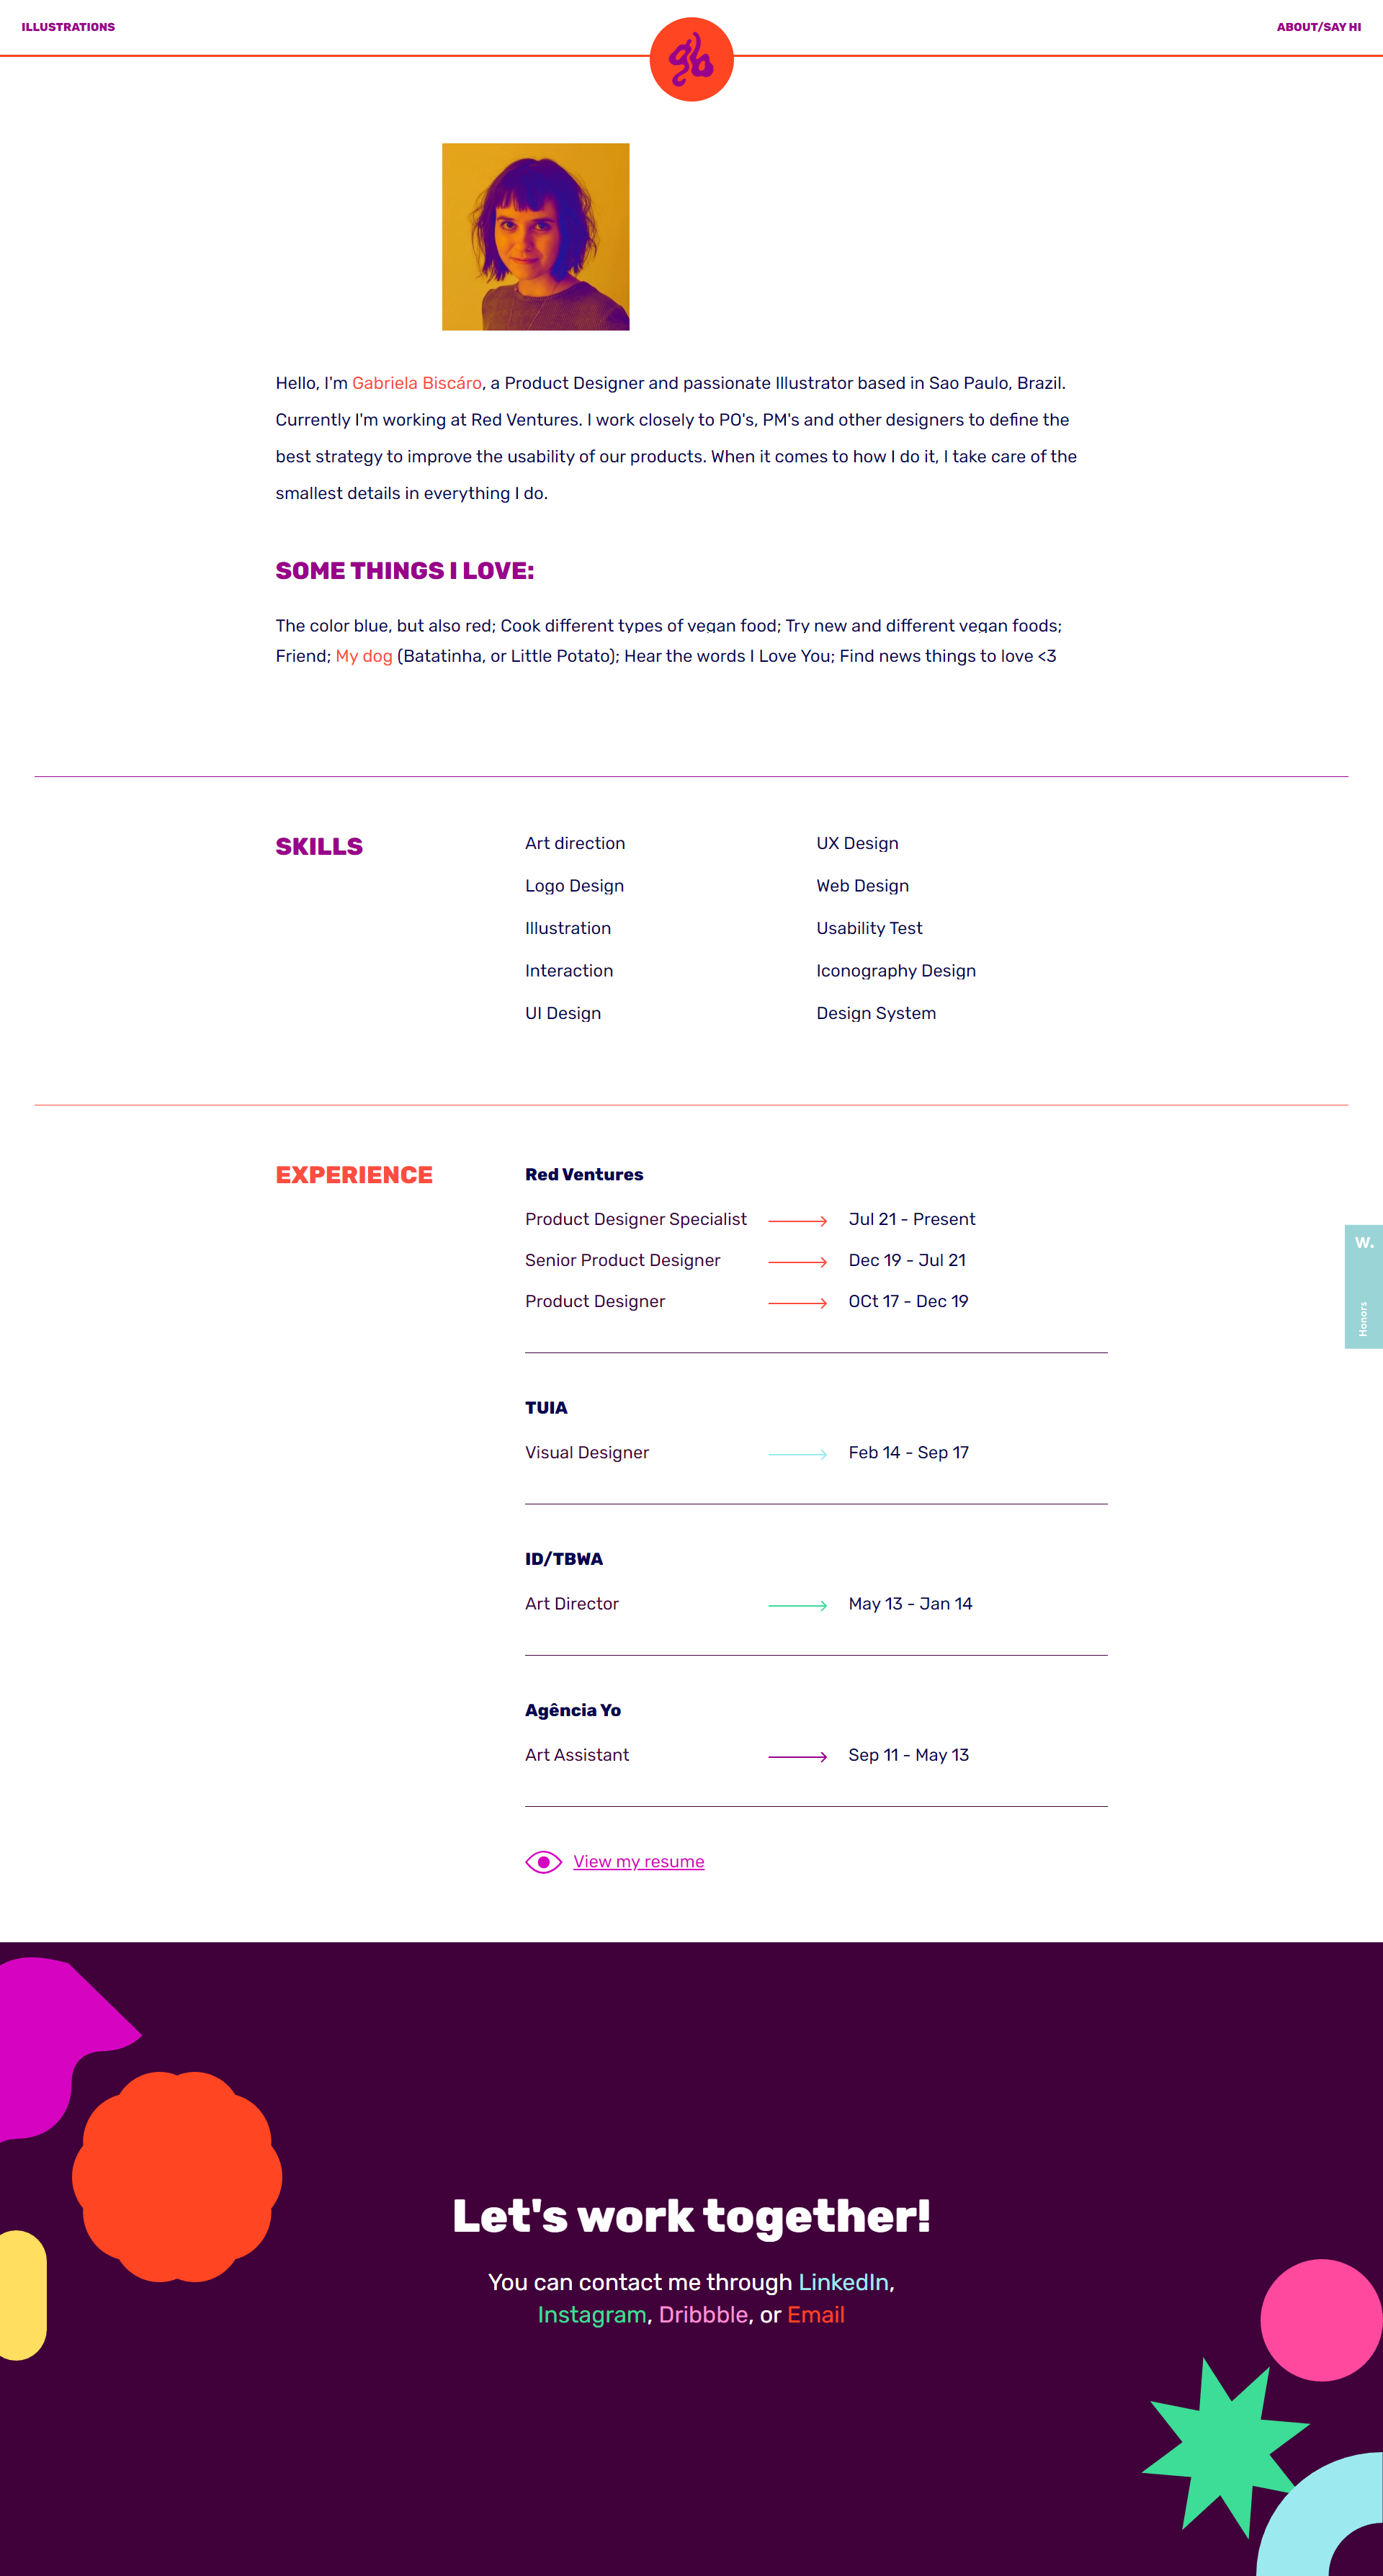 ILLUSTRATIONS
gb
ABOUT/SAY HI
Hello, I'm Gabriela Biscáro, a Product Designer and passionate Illustrator based in Sao Paulo, Brazil.
Currently I'm working at Red Ventures. I work closely to PO's, PM's and other designers to define the
best strategy to improve the usability of our products. When it comes to how I do it, I take care of the
smallest details in everything I do.
SOME THINGS I LOVE:
The color blue, but also red; Cook different types of vegan food; Try new and different vegan foods;
Friend; My dog (Batatinha, or Little Potato); Hear the words I Love You; Find news things to love <3
SKILLS
Art direction
Logo Design
Illustration
Interaction
UI Design
UX Design
Web Design
Usability Test
Iconography Design
Design System
EXPERIENCE
Red Ventures
Product Designer Specialist Jul 21 - Present
Senior Product Designer Dec 19 - Jul 21
Product Designer OCt 17 - Dec 19
W.
Honors
TUIA
Visual Designer Feb 14 - Sep 17
ID/TBWA
Art Director May 13 - Jan 14
Agência Yo
Art Assistant Sep 11 - May 13
View my resume
Let's work together!
You can contact me through LinkedIn,
Instagram, Dribbble, or Email